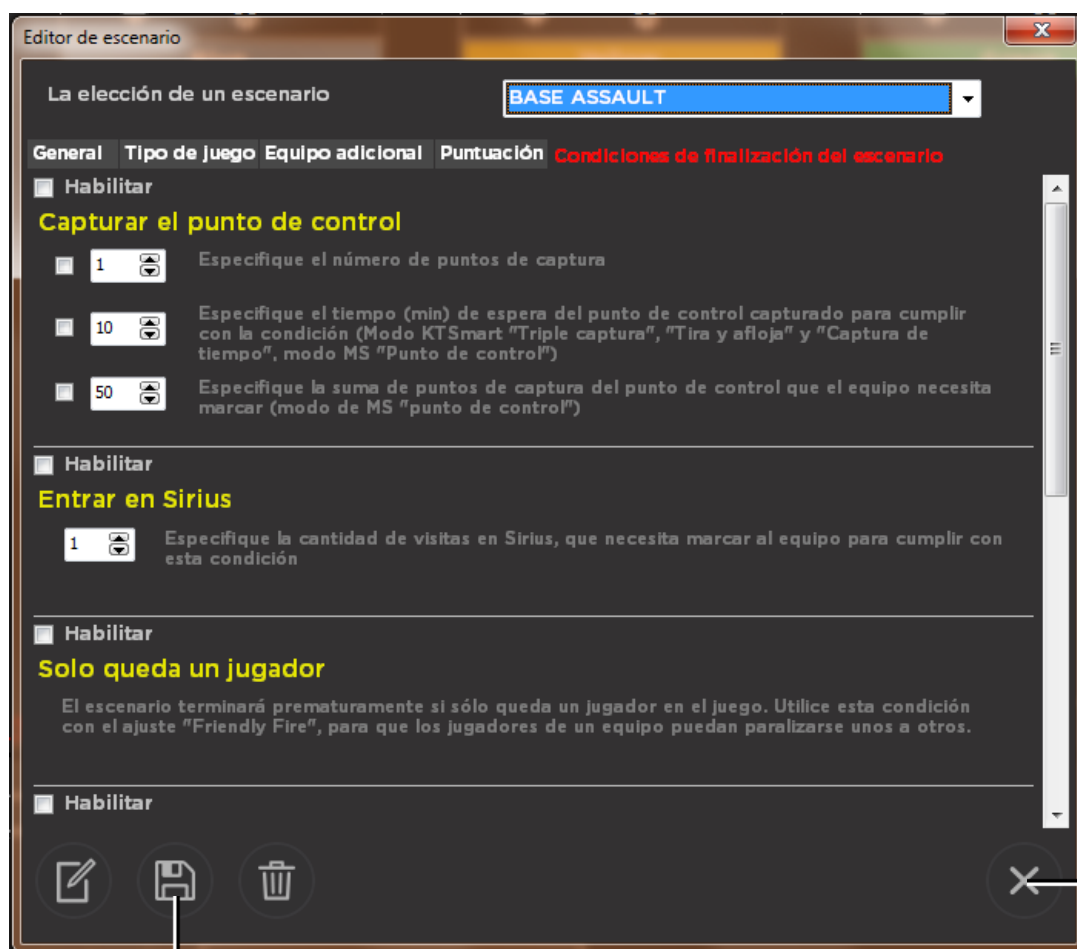 Editor de escenario
La elección de un escenario
BASE ASSAULT
General Tipo de juego Equipo adicional Puntuación Condiciones de finalización del escenario
Habilitar
Capturar el punto de control
1
Especifique el número de puntos de captura
10
Especifique el tiempo (min) de espera del punto de control capturado para cumplir
con la condición (Modo KTSmart "Triple captura", "Tira y afloja" y "Captura de
tiempo", modo MS "Punto de control")
50
Especifique la suma de puntos de captura del punto de control que el equipo necesita
marcar (modo de MS "punto de control")
Habilitar
Entrar en Sirius
1
Especifique la cantidad de visitas en Sirius, que necesita marcar al equipo para cumplir con
esta condición
Habilitar
Solo queda un jugador
El escenario terminará prematuramente si sólo queda un jugador en el juego. Utilice esta condición
con el ajuste "Friendly Fire", para que los jugadores de un equipo puedan paralizarse unos a otros.
Habilitar